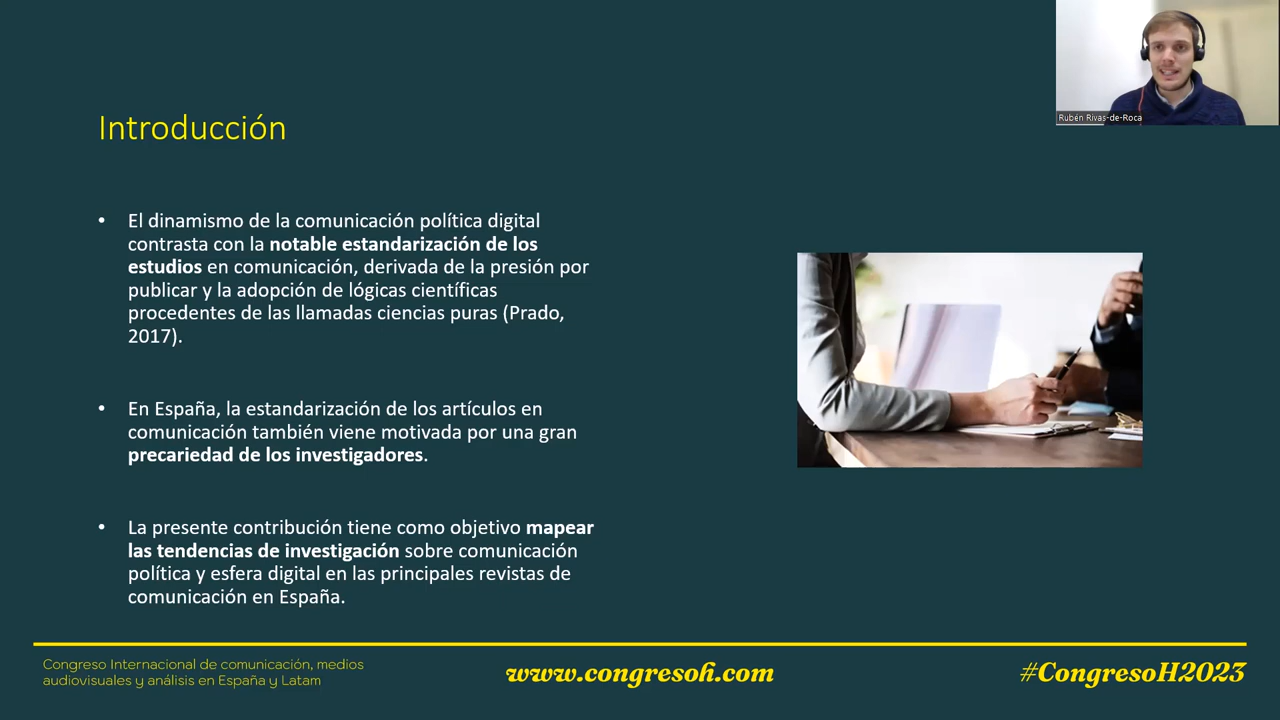 Rubén Rivas-de-Roca
Introducción
• El dinamismo de la comunicación política digital
contrasta con la notable estandarización de los
estudios en comunicación, derivada de la presión por
publicar y la adopción de lógicas científicas
procedentes de las llamadas ciencias puras (Prado,
2017).
• En España, la estandarización de los artículos en
comunicación también viene motivada por una gran
precariedad de los investigadores.
• La presente contribución tiene como objetivo mapear
las tendencias de investigación sobre comunicación
política y esfera digital en las principales revistas de
comunicación en España.
Congreso Internacional de comunicación, medios
audiovisuales y análisis en España y Latam
www.congresoh.com
#CongresoH2023